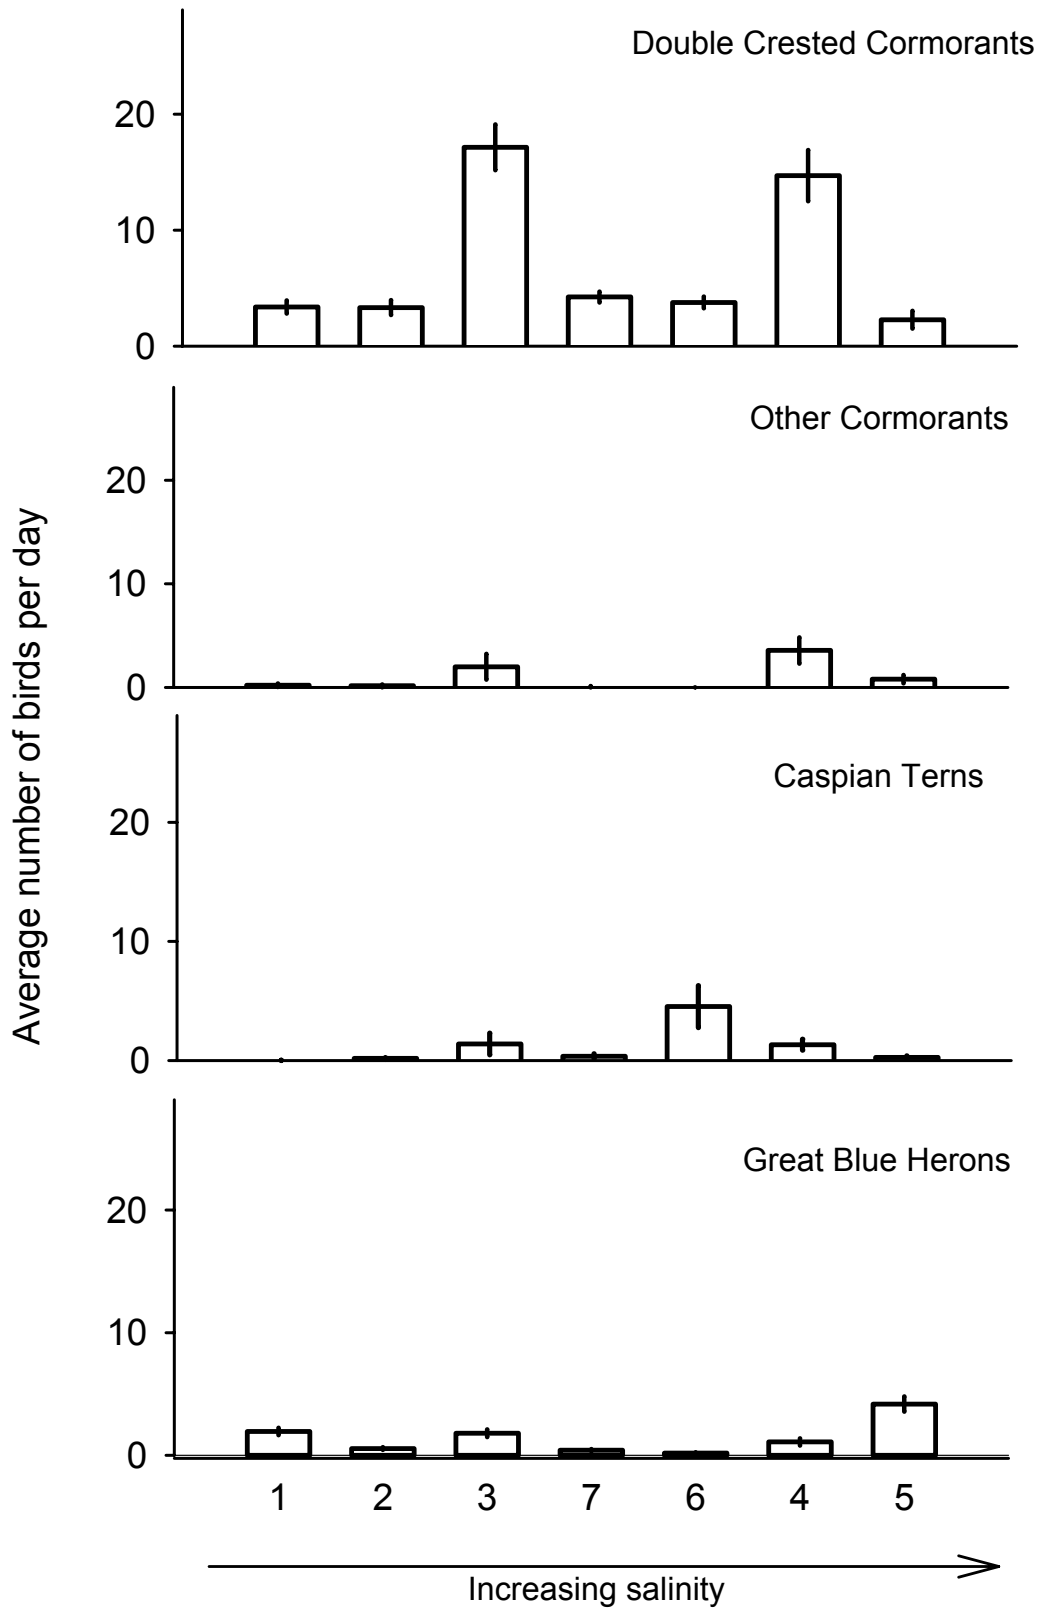 Double Crested Cormorants
20
10
0
Other Cormorants
20
10
0
Average number of birds per day
Caspian Terns
20
10
0
Great Blue Herons
20
10
0
1 2 3 7 6 4 5
Increasing salinity